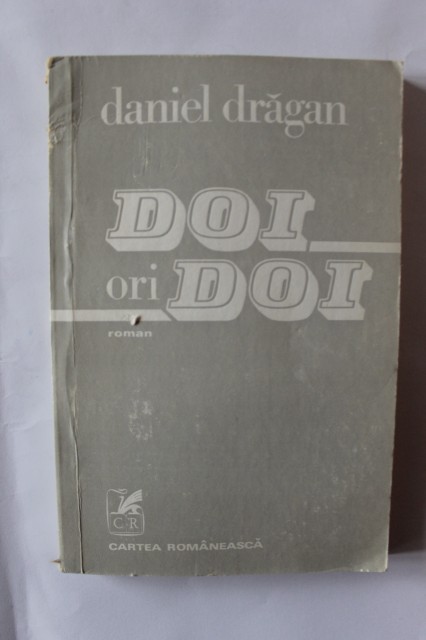 daniel drăgan
DOI
ori DOI
roman
C·R
CARTEA ROMÂNEASCĂ